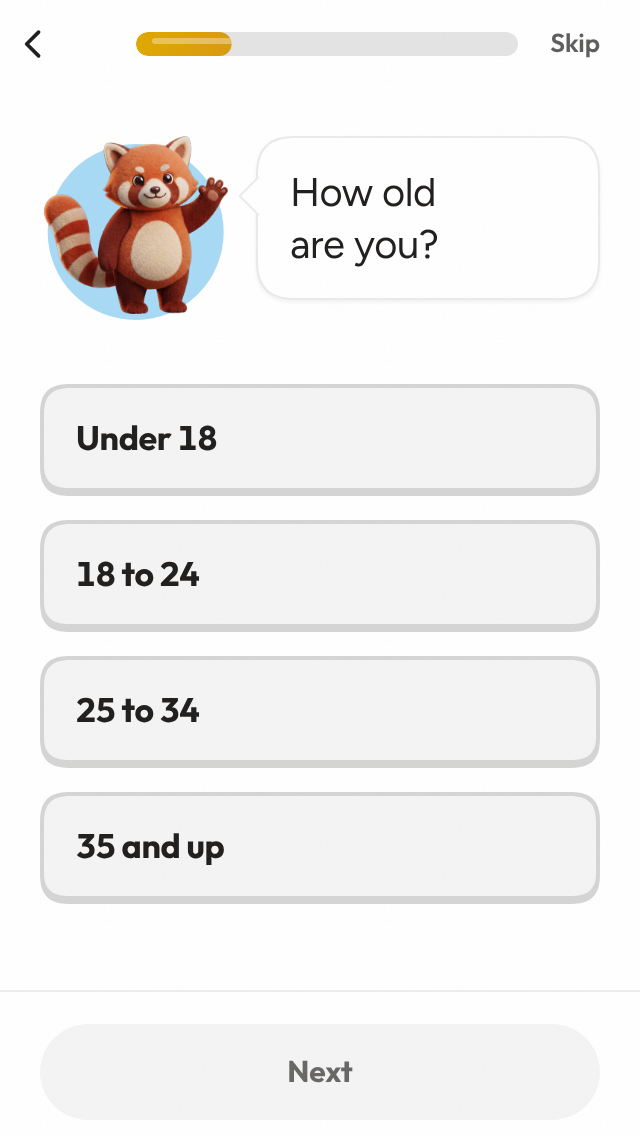 Skip
How old
are you?
Under 18
18 to 24
25 to 34
35 and up
Next